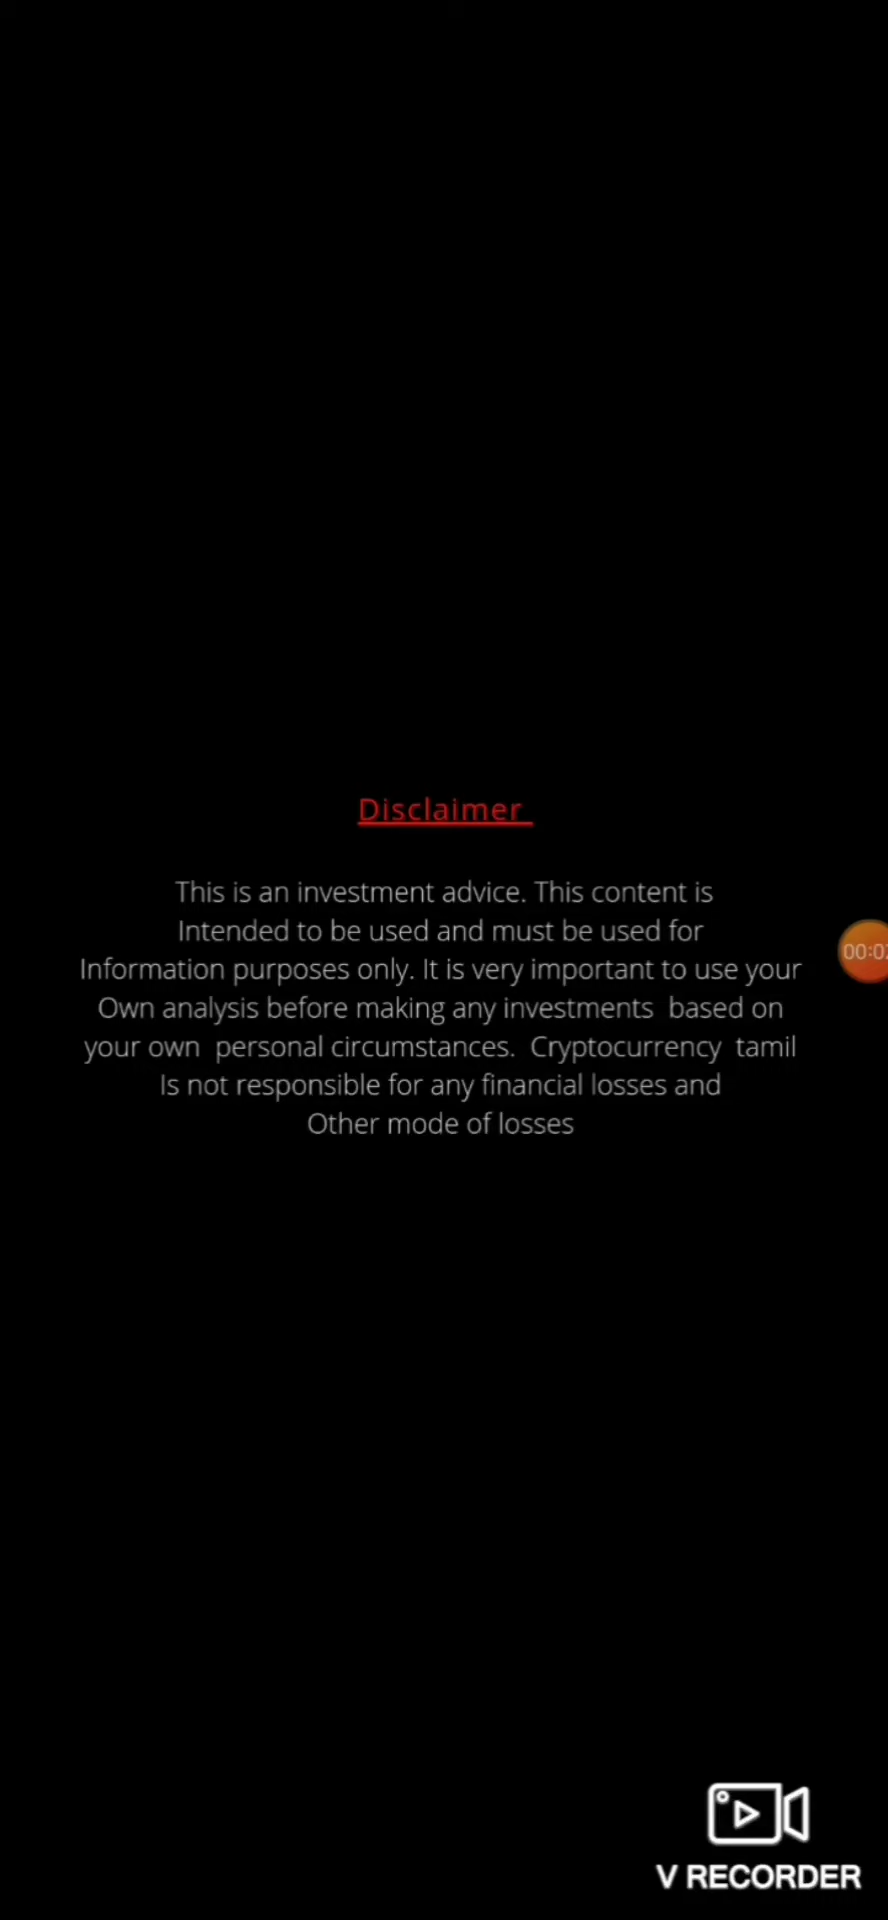 Disclaimer
This is an investment advice. This content is
Intended to be used and must be used for
Information purposes only. It is very important to use your
00:0
Own analysis before making any investments based on
your own personal circumstances. Cryptocurrency tamil
Is not responsible for any financial losses and
Other mode of losses
V RECORDER